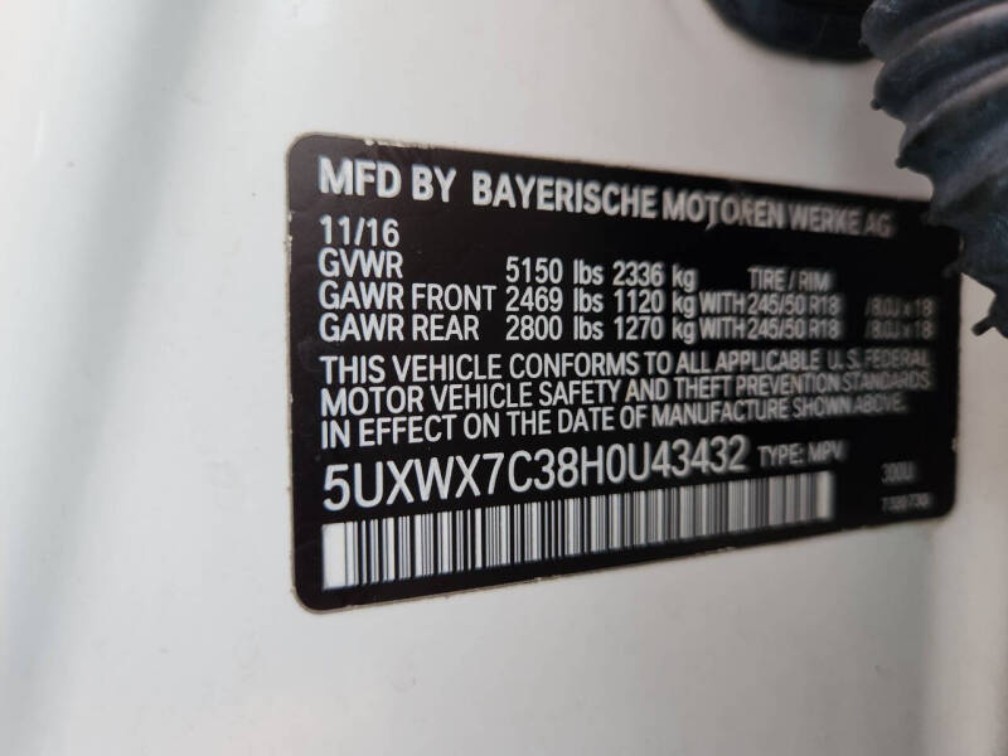 MFD BY BAYERISCHE MOTOREN WERKE AG
11/16
GVWR 5150 lbs 2336 kg TIRE / RIM
GAWR FRONT 2469 lbs 1120 kg WITH 245/50 R18 /8.0J x 18
GAWR REAR 2800 lbs 1270 kg WITH 245/50 R18 /8.0J x 18
THIS VEHICLE CONFORMS TO ALL APPLICABLE U. S. FEDERAL
MOTOR VEHICLE SAFETY AND THEFT PREVENTION STANDARDS
IN EFFECT ON THE DATE OF MANUFACTURE SHOWN ABOVE.
5UXWX7C38H0U43432 TYPE: MPV